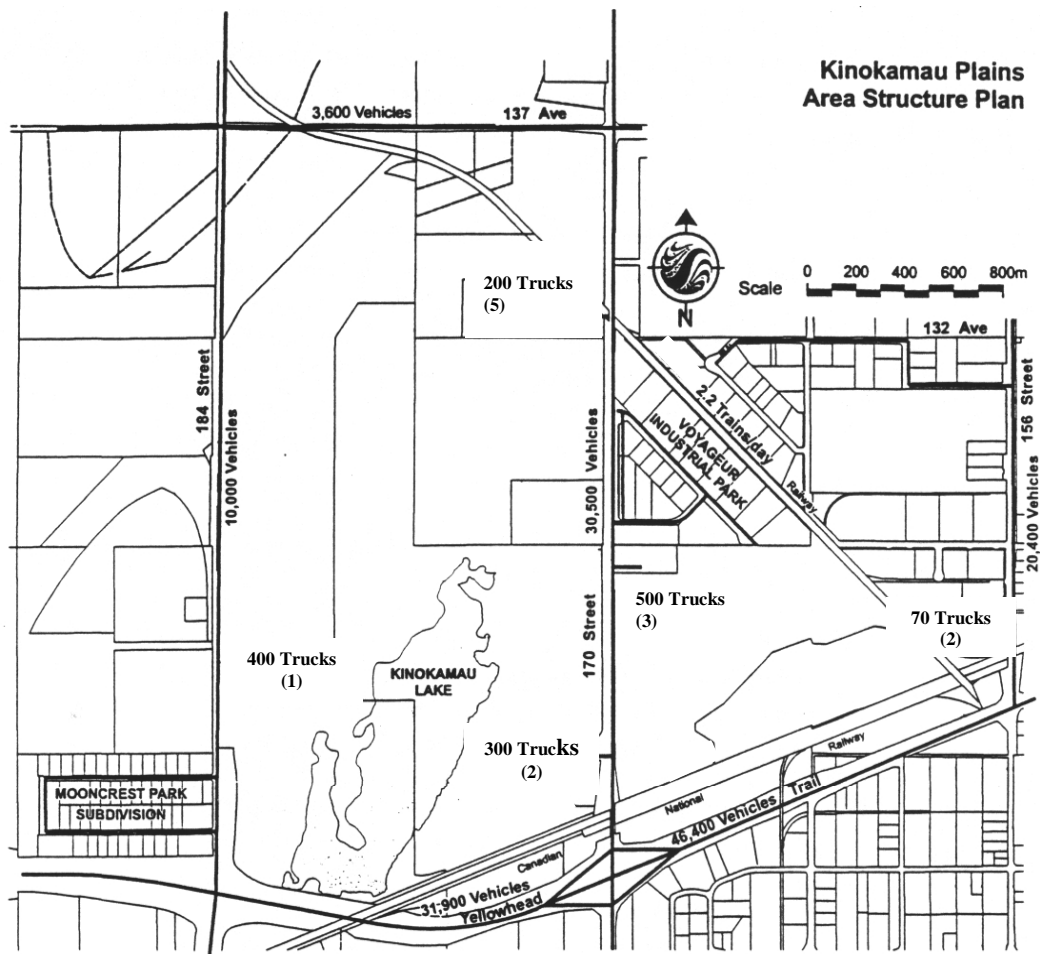 Kinokamau Plains
Area Structure Plan
3,600 Vehicles
137 Ave
N
Scale
0 200 400 600 800m
200 Trucks
(5)
132 Ave
184 Street
10,000 Vehicles
30,500 Vehicles
170 Street
2.2 Trains/day
Railway
VOYAGEUR
INDUSTRIAL PARK
156 Street
20,400 Vehicles
500 Trucks
(3)
70 Trucks
(2)
400 Trucks
(1)
KINOKAMAU
LAKE
300 Trucks
(2)
MOONCREST PARK
SUBDIVISION
Canadian
National
Railway
31,900 Vehicles
46,400 Vehicles
Yellowhead
Trail